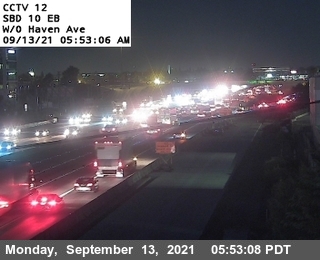 CCTV 12
SBD 10 EB
W/O Haven Ave
09/13/21 05:53:06 AM
Monday, September 13, 2021 05:53:08 PDT